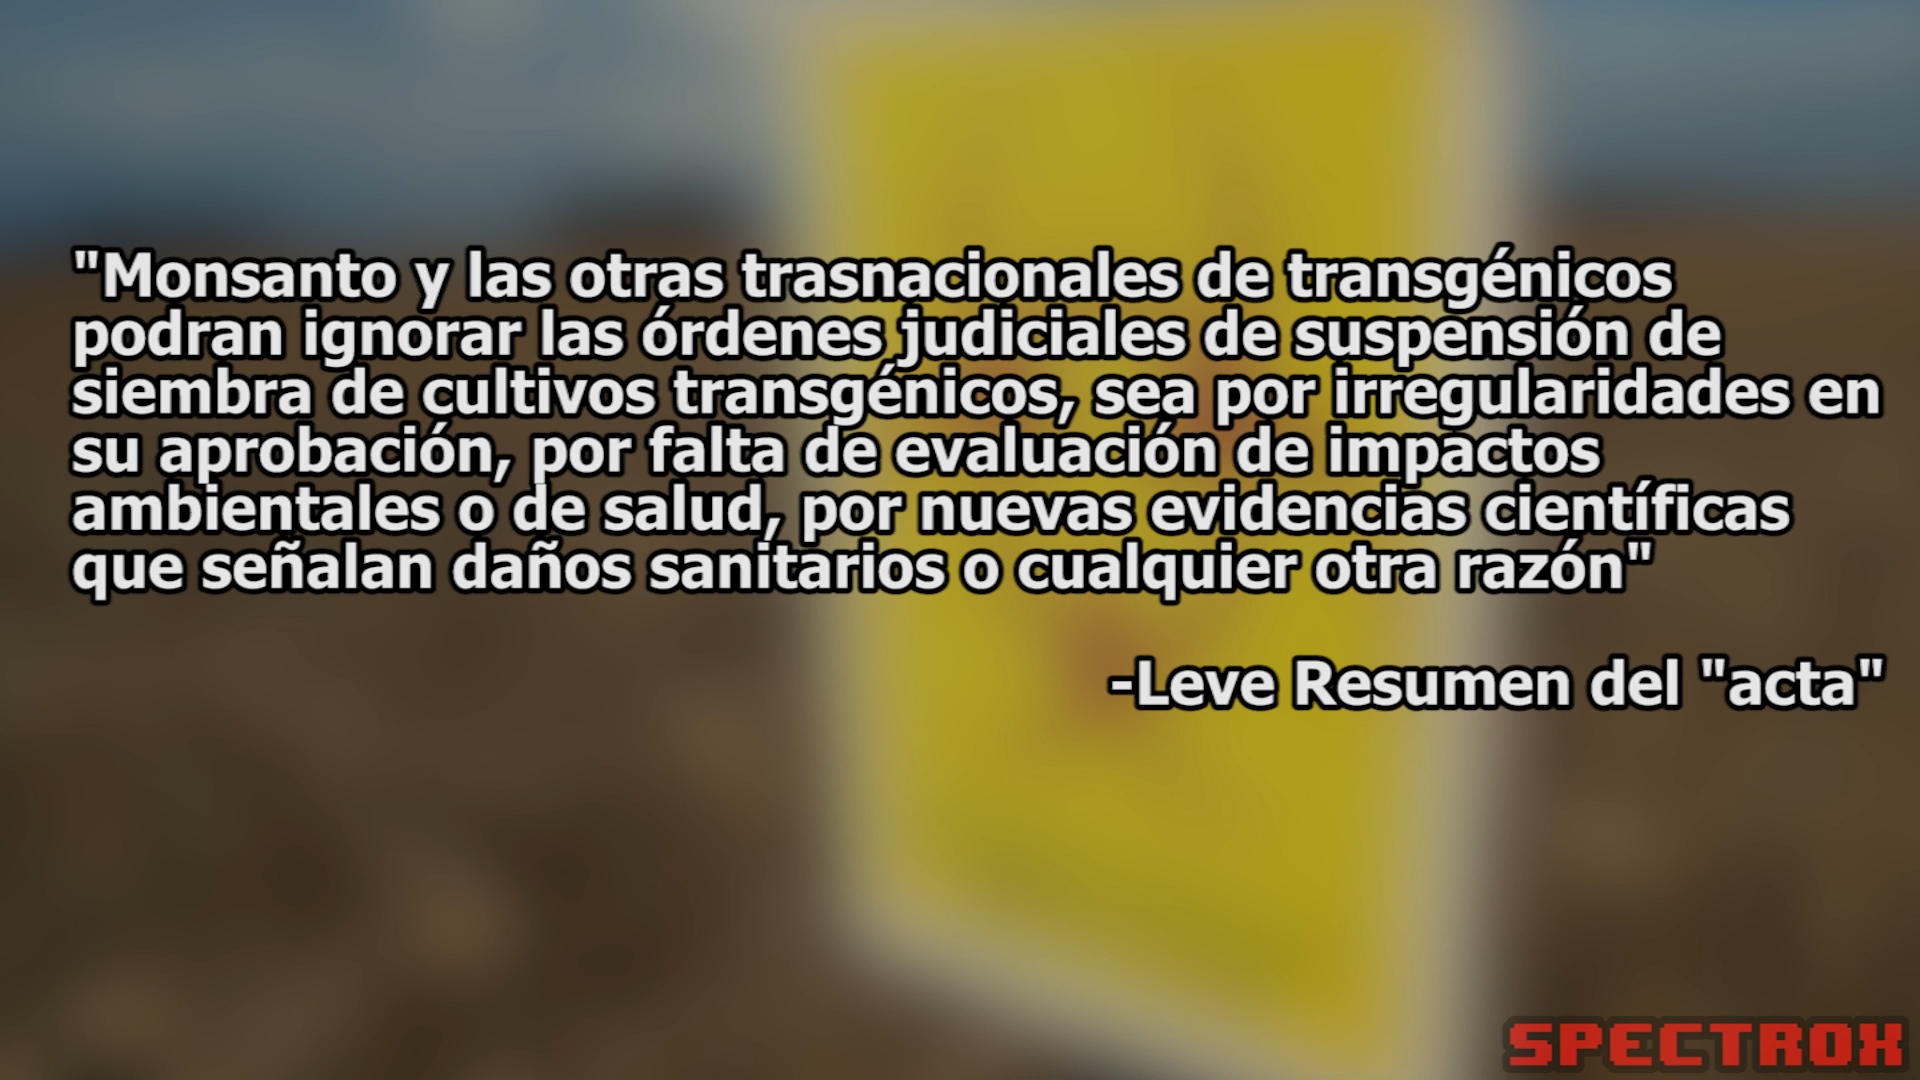 "Monsanto y las otras trasnacionales de transgénicos
podran ignorar las órdenes judiciales de suspensión de
siembra de cultivos transgénicos, sea por irregularidades en
su aprobación, por falta de evaluación de impactos
ambientales o de salud, por nuevas evidencias científicas
que señalan daños sanitarios o cualquier otra razón"
-Leve Resumen del "acta"
SPECTROX